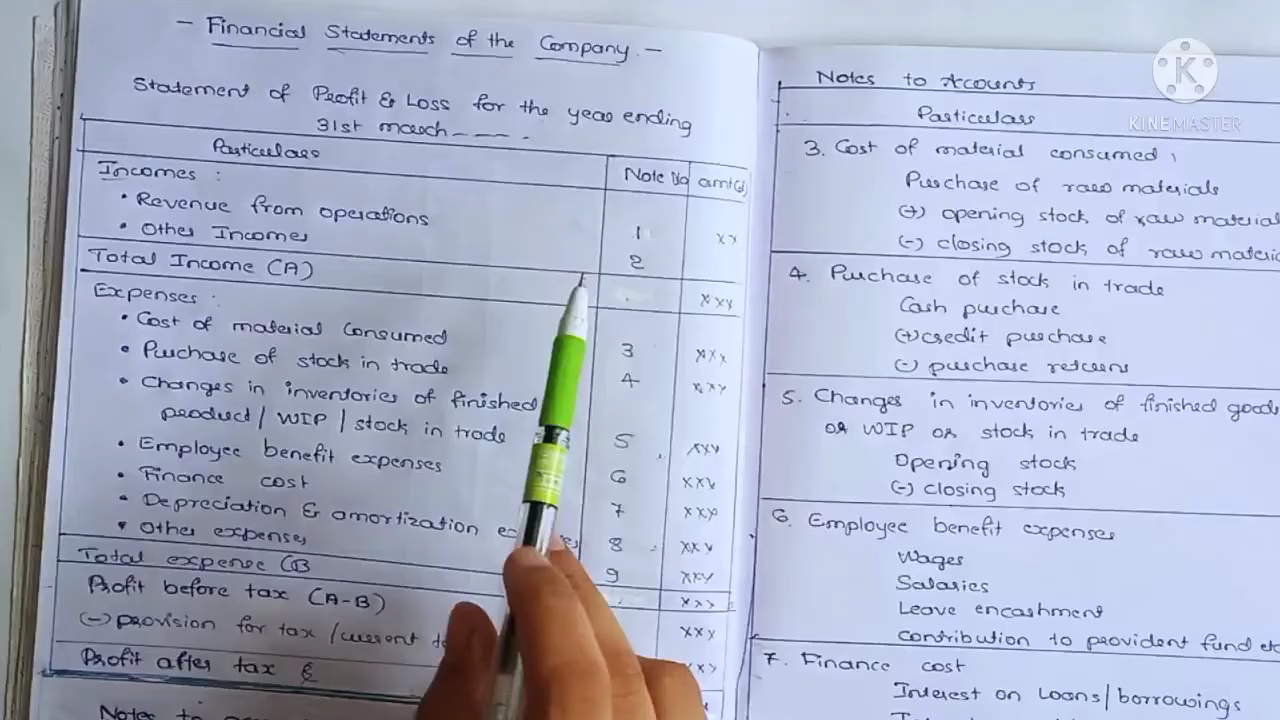 - Financial Statements of the Company. -
Statement of Profit & Loss for the year ending
31st march - - - - .
Particulars
Note No
amt(₹)
Incomes :
• Revenue from operations
1
xx
• Other Incomes
2
Total Income (A)
xxx
Expenses :
• Cost of material consumed
3
xxx
• Purchase of stock in trade
4
xxx
• Changes in inventories of finished
product/ WIP / stock in trade
5
xxx
• Employee benefit expenses
6
xxx
• Finance cost
7
xxx
• Depreciation & amortization
8
xxx
• Other expenses
9
xxx
Total expense (B
xxx
Profit before tax (A-B)
xxx
(-) provision for tax /current
xxx
Profit after tax
Notes to
Notes to Accounts
Particulars
3. Cost of material consumed,
Purchase of raw materials
(+) opening stock of raw material
(-) closing stock of raw
4. Purchase of stock in trade
Cash purchase
(+) credit purchase
(-) purchase returns
5. Changes in inventories of finished goods
or WIP or stock in trade
Opening stock
(-) closing stock
6. Employee benefit expenses
Wages
Salaries
Leave encashment
Contribution to provident fund etc
7. Finance cost
Interest on Loans/borrowings
K
KINEMASTER